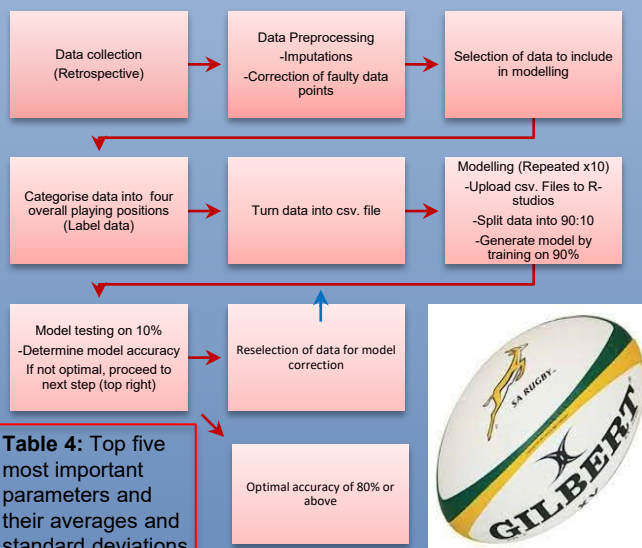 Data collection
(Retrospective)
Data Preprocessing
-Imputations
-Correction of faulty data
points
Selection of data to include
in modelling
Categorise data into four
overall playing positions
(Label data)
Turn data into csv. file
Modelling (Repeated x10)
-Upload csv. Files to R-
studios
-Split data into 90:10
-Generate model by
training on 90%
Model testing on 10%
-Determine model accuracy
If not optimal, proceed to
next step (top right)
Reselection of data for model
correction
SA RUGBY
GILBERT
XV
Table 4: Top five
most important
parameters and
their averages and
standard deviations
Optimal accuracy of 80% or
above